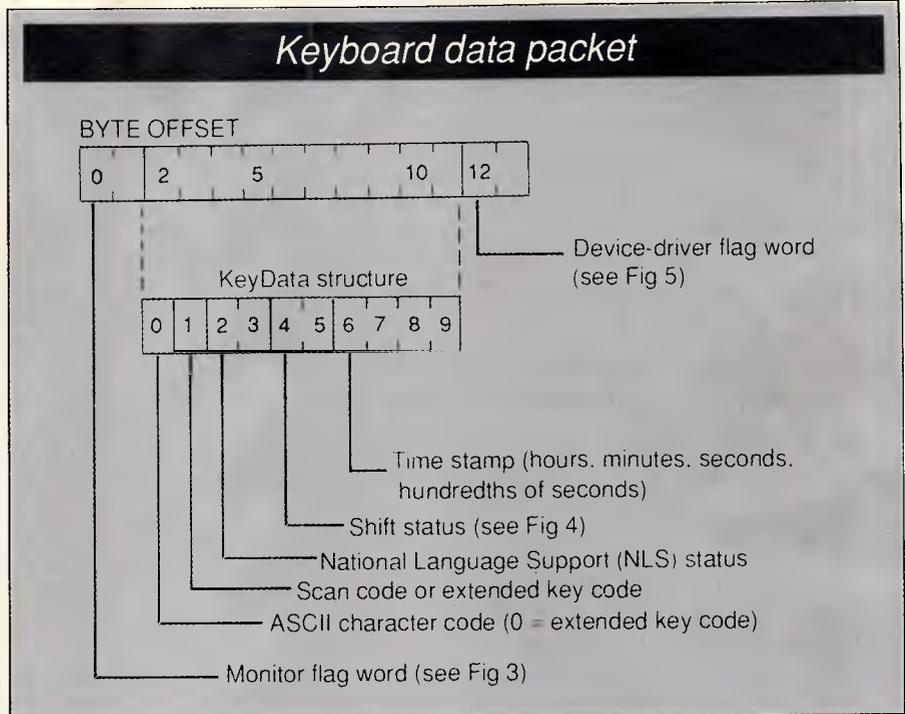 Keyboard data packet
BYTE OFFSET
0 2 5 10 12
Device-driver flag word
(see Fig 5)
KeyData structure
0 1 2 3 4 5 6 7 8 9
Time stamp (hours. minutes. seconds.
hundredths of seconds)
Shift status (see Fig 4)
National Language Support (NLS) status
Scan code or extended key code
ASCII character code (0 = extended key code)
Monitor flag word (see Fig 3)